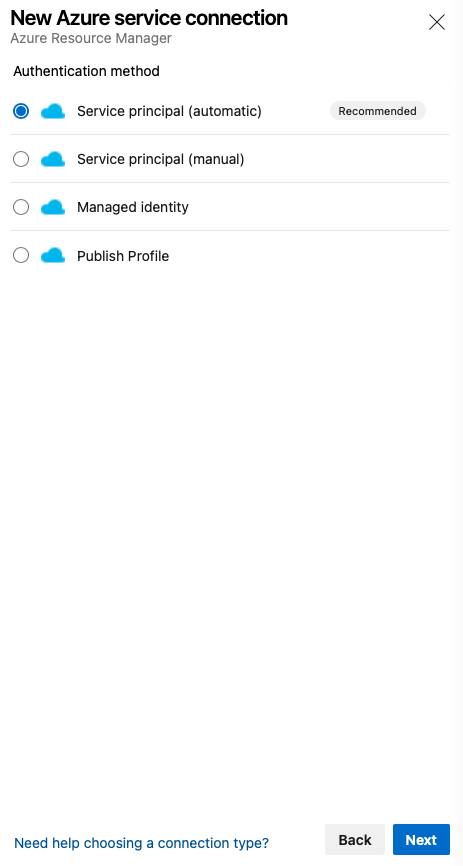 New Azure service connection
Azure Resource Manager
Authentication method
Service principal (automatic)
Recommended
Service principal (manual)
Managed identity
Publish Profile
Need help choosing a connection type?
Back
Next